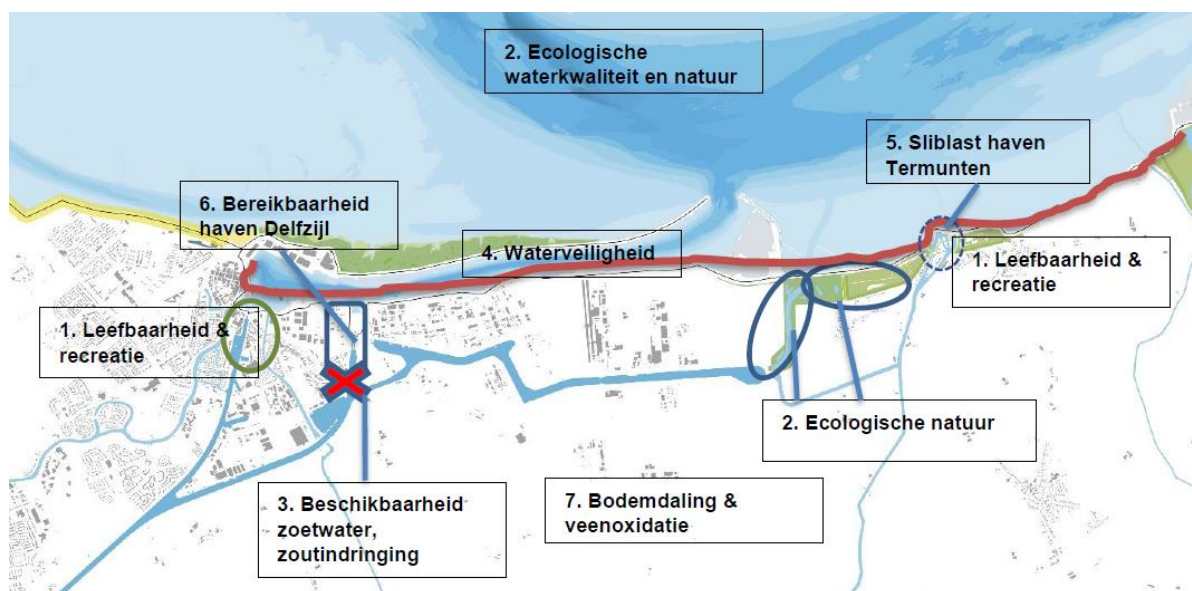 2. Ecologische
waterkwaliteit en natuur
5. Sliblast haven
Termunten
6. Bereikbaarheid
haven Delfzijl
4. Waterveiligheid
1. Leefbaarheid &
recreatie
1. Leefbaarheid &
recreatie
2. Ecologische natuur
3. Beschikbaarheid
zoetwater,
zoutindringing
7. Bodemdaling &
veenoxidatie